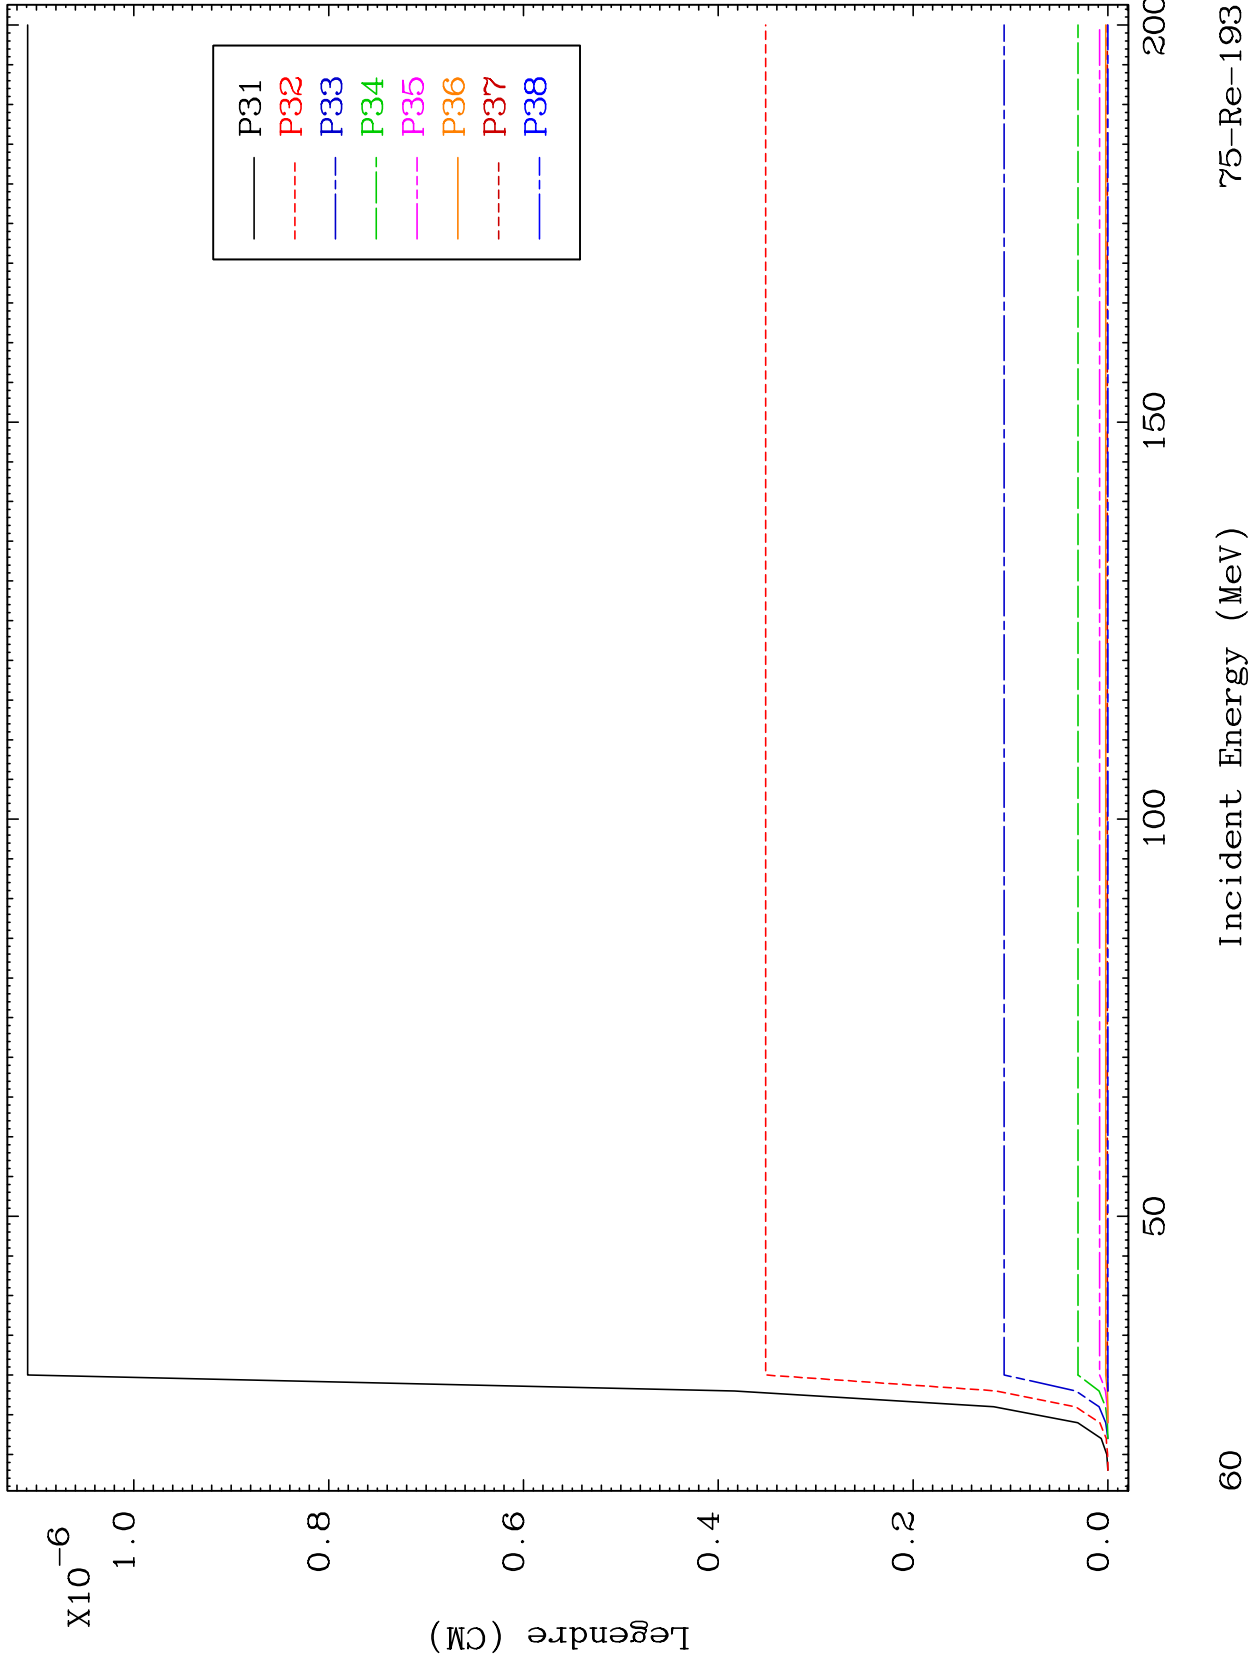 X10-6
1.0
0.8
0.6
0.4
0.2
0.0
Legendre (CM)
P31
P32
P33
P34
P35
P36
P37
P38
50
100
150
200
Incident Energy (MeV)
60
75-Re-193